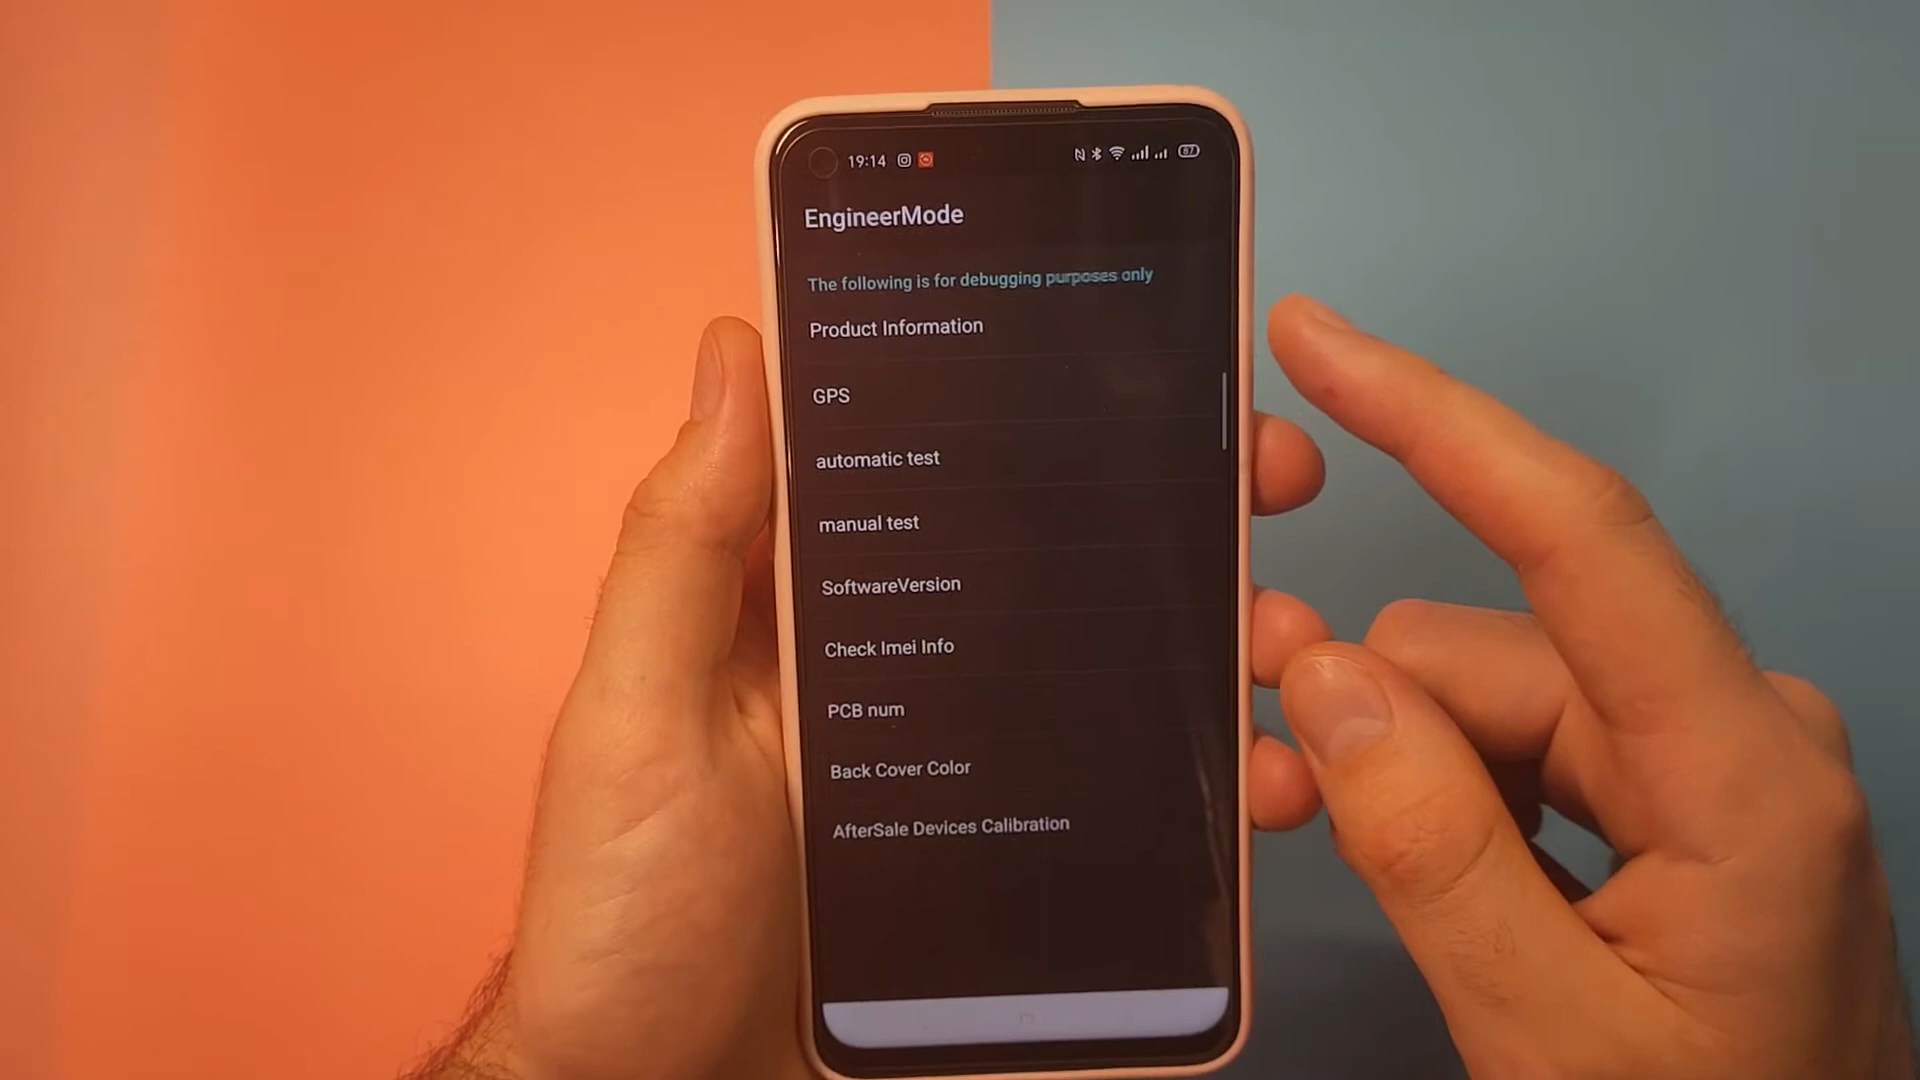 19:14
87
EngineerMode
The following is for debugging purposes only
Product Information
GPS
automatic test
manual test
SoftwareVersion
Check Imei Info
PCB num
Back Cover Color
AfterSale Devices Calibration